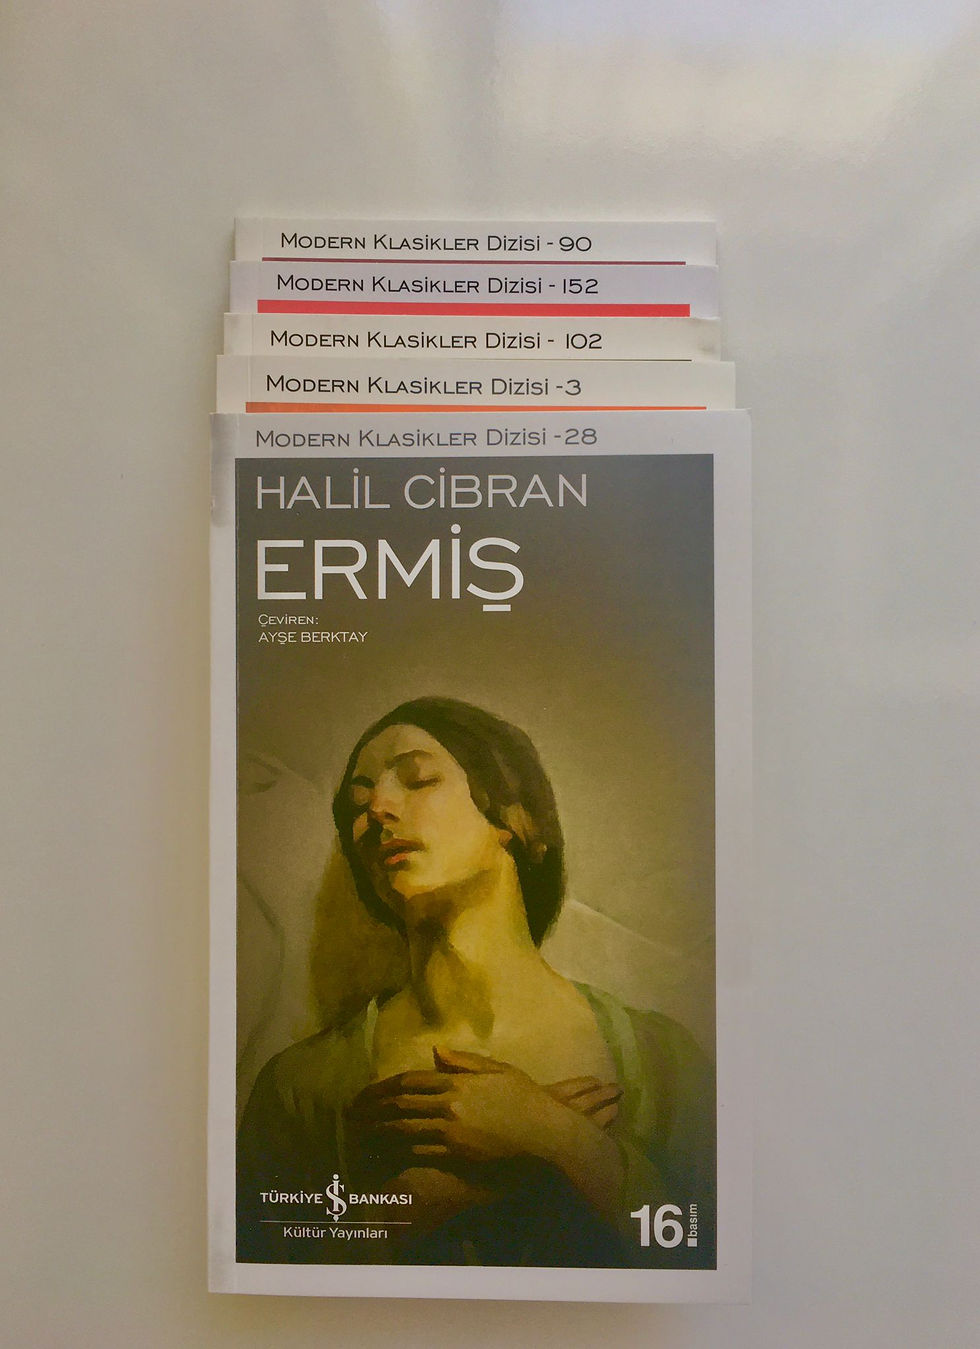 MODERN KLASİKLER DİZİSİ - 90
MODERN KLASİKLER DİZİSİ - 152
MODERN KLASİKLER DİZİSİ - 102
MODERN KLASİKLER DİZİSİ -3
MODERN KLASİKLER DİZİSİ -28
HALİL CİBRAN
ERMİŞ
ÇEVİREN:
AYŞE BERKTAY
TÜRKİYE İŞ BANKASI
Kültür Yayınları
16.
basım